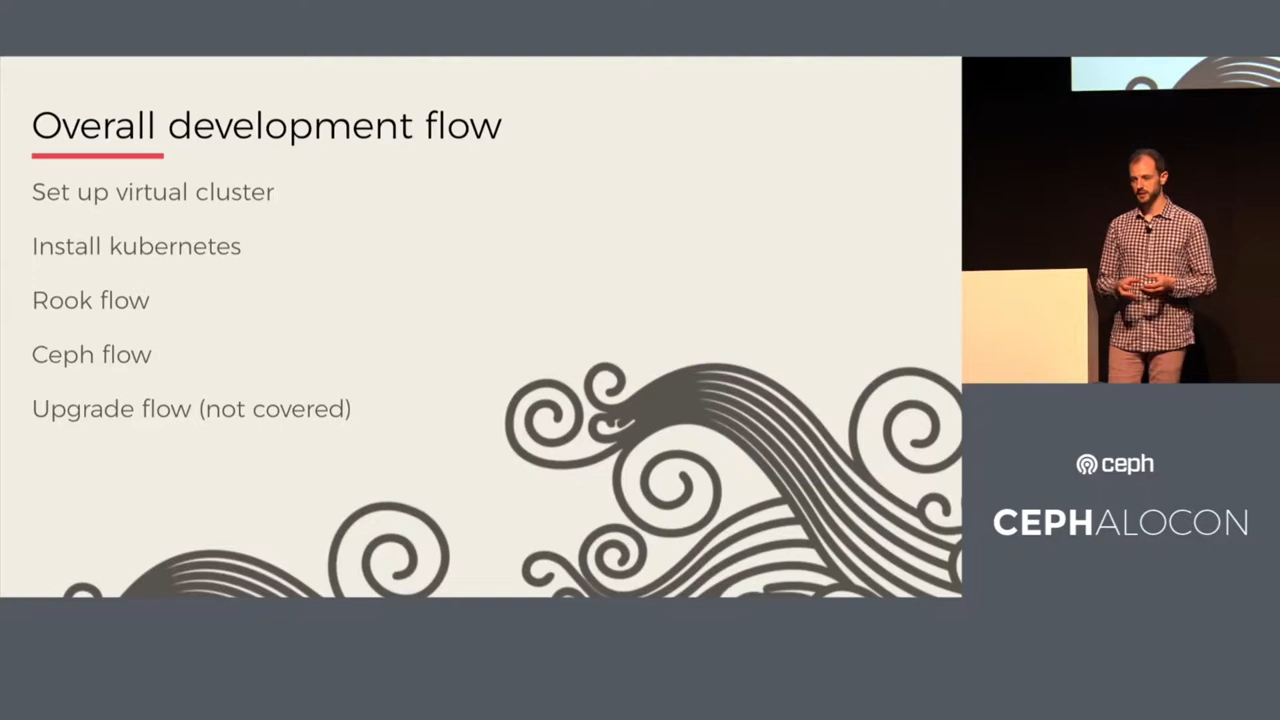 Overall development flow
Set up virtual cluster
Install kubernetes
Rook flow
Ceph flow
Upgrade flow (not covered)
ceph
CEPHALOCON